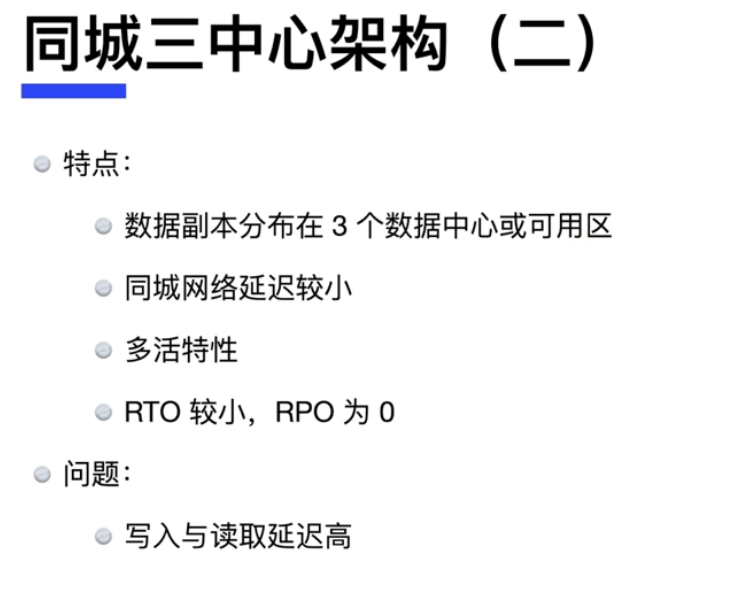 同城三中心架构（二）
特点：
数据副本分布在 3 个数据中心或可用区
同城网络延迟较小
多活特性
RTO 较小，RPO 为 0
问题：
写入与读取延迟高